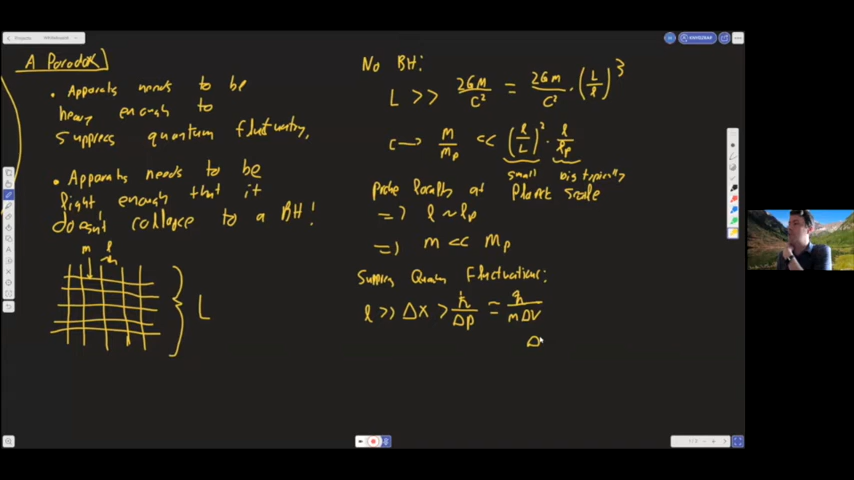 A Paradox
• Apparatus needs to be
heavy enough to
suppress quantum fluctuating.
• Apparatus needs to be
light enough that it
doesn't collapse to a BH!
m l
L
No BH:
L >> 2GM/C² = 2Gm/C² · (L/l)³
m/mₚ << (l/L)² · l/lₚ
small big typically
Probe locally at Planck scale
=> l ~ lₚ
=> m << mₚ
Suppress Quantum Fluctuations:
l >> Δx > ħ/Δp = ħ/mΔV
Δ